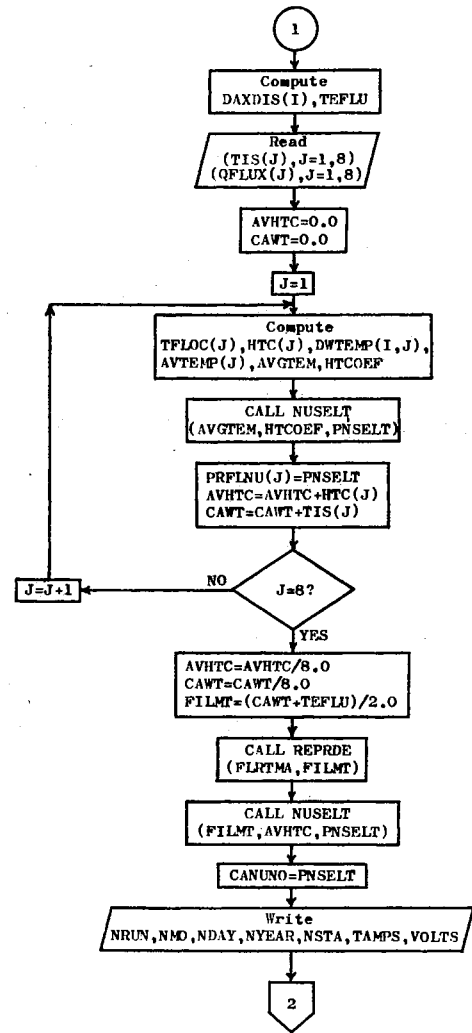 1
Compute
DAXDIS(I),TEFLU
Read
(TIS(J),J=1,8)
(QFLUX(J),J=1,8)
AVHTC=0.0
CAWT=0.0
J=1
Compute
TFLOC(J),HTC(J),DWTEMP(I,J),
AVTEMP(J),AVGTEM,HTCOEF
CALL NUSELT
(AVGTEM,HTCOEF,PNSELT)
PRFLNU(J)=PNSELT
AVHTC=AVHTC+HTC(J)
CAWT=CAWT+TIS(J)
J=J+1
NO
J=8?
YES
AVHTC=AVHTC/8.0
CAWT=CAWT/8.0
FILMT=(CAWT+TEFLU)/2.0
CALL REPRDE
(FLRTMA,FILMT)
CALL NUSELT
(FILMT,AVHTC,PNSELT)
CANUNO=PNSELT
Write
NRUN,NMO,NDAY,NYEAR,NSTA,TAMPS,VOLTS
2